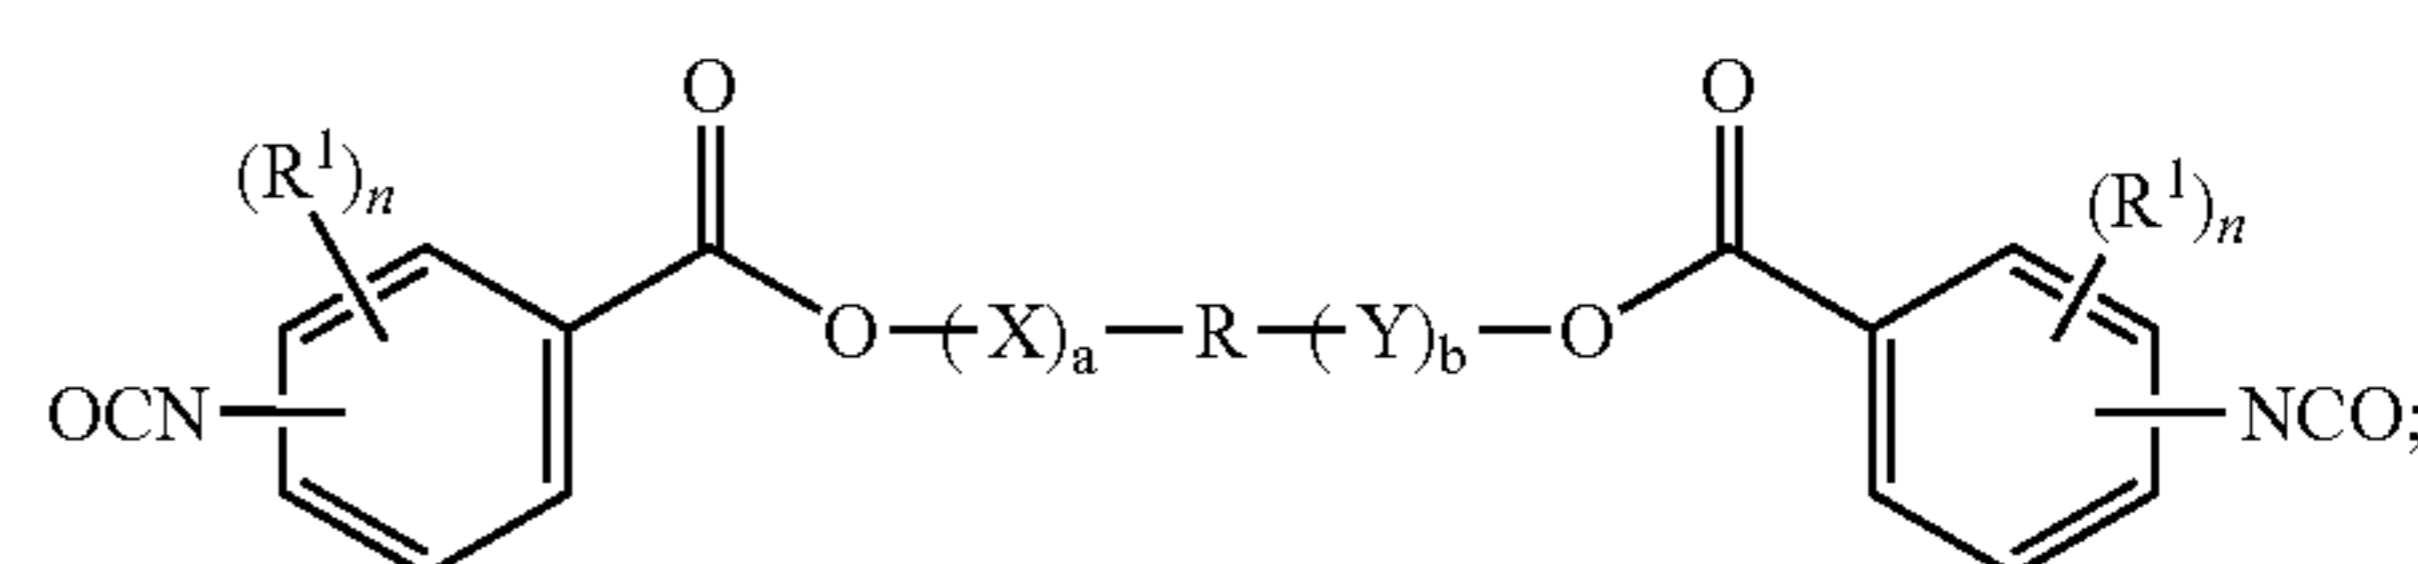 O O
(R¹)ₙ (R¹)ₙ
O—(X)ₐ—R—(Y)b—O
OCN NCO;